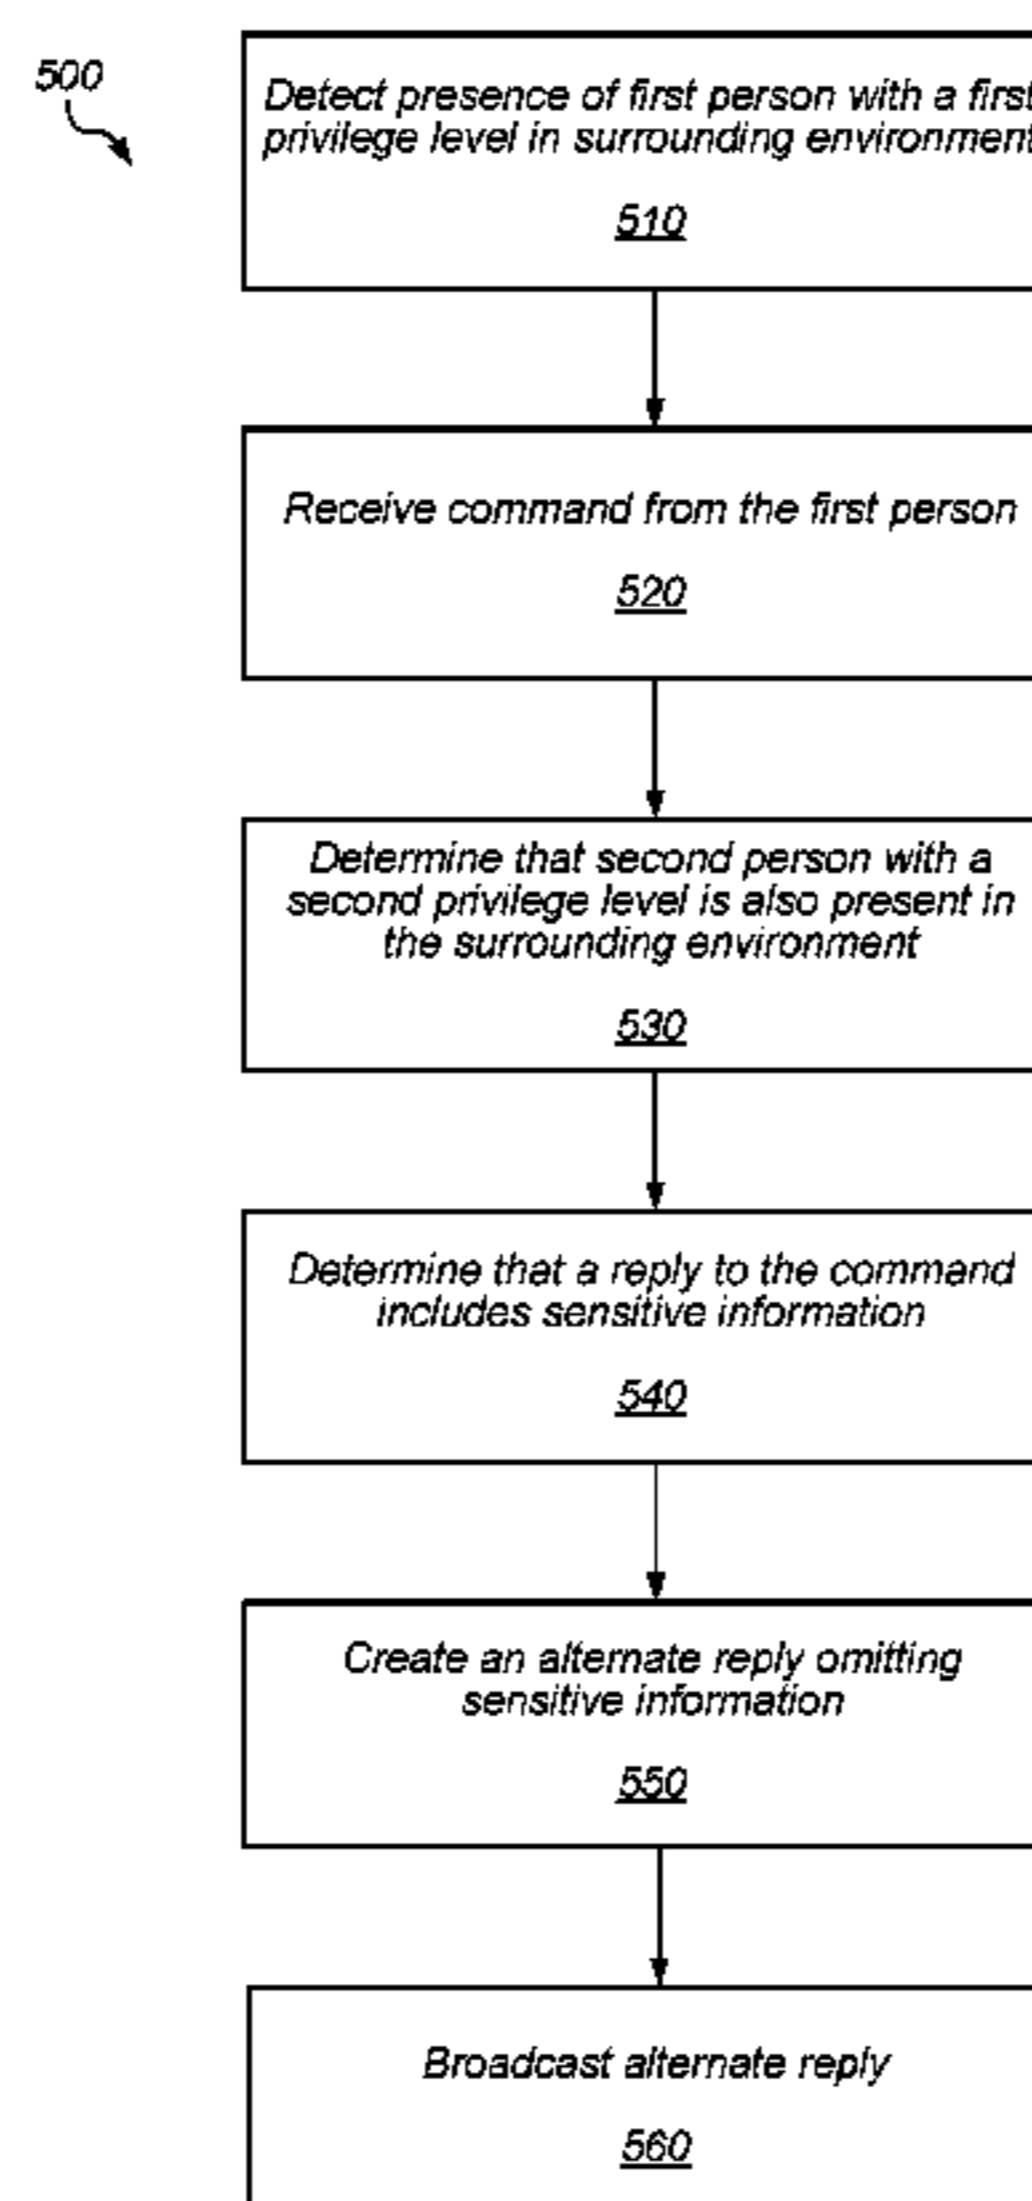 500
Detect presence of first person with a first
privilege level in surrounding environment
510
Receive command from the first person
520
Determine that second person with a
second privilege level is also present in
the surrounding environment
530
Determine that a reply to the command
includes sensitive information
540
Create an alternate reply omitting
sensitive information
550
Broadcast alternate reply
560